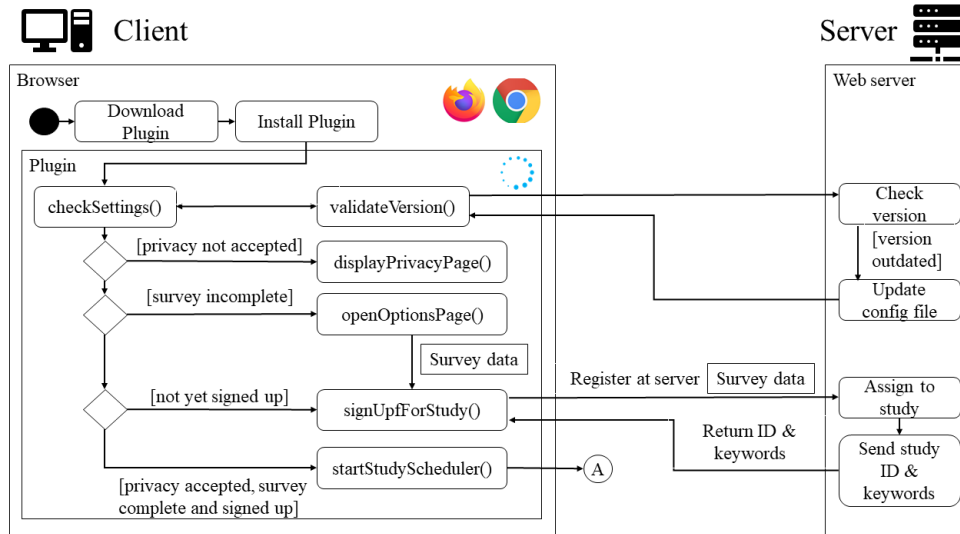 Client
Server
Browser
Web server
Download
Plugin
Install Plugin
Plugin
checkSettings()
validateVersion()
Check
version
[privacy not accepted]
[version
outdated]
displayPrivacyPage()
[survey incomplete]
Update
config file
openOptionsPage()
Survey data
Register at server
Survey data
Assign to
study
[not yet signed up]
signUpfForStudy()
Return ID &
keywords
Send study
ID &
keywords
startStudyScheduler()
A
[privacy accepted, survey
complete and signed up]